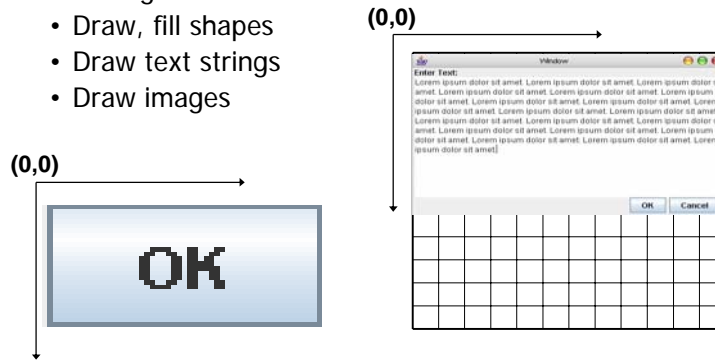 • Draw, fill shapes
• Draw text strings
• Draw images
(0,0)
OK
(0,0)
Window
Enter Text:
Lorem ipsum dolor sit amet. Lorem ipsum dolor sit amet. Lorem ipsum dolor
amet. Lorem ipsum dolor sit amet. Lorem ipsum dolor sit amet. Lorem ipsum
dolor sit amet. Lorem ipsum dolor sit amet. Lorem ipsum dolor sit amet.
ipsum dolor sit amet. Lorem ipsum dolor sit amet. Lorem ipsum dolor
Lorem ipsum dolor sit amet. Lorem ipsum dolor sit amet. Lorem ipsum dolor
amet. Lorem ipsum dolor sit amet. Lorem ipsum dolor sit amet. Lorem ipsum
dolor sit amet. Lorem ipsum dolor sit amet. Lorem ipsum dolor sit amet.
ipsum dolor sit amet.
OK Cancel